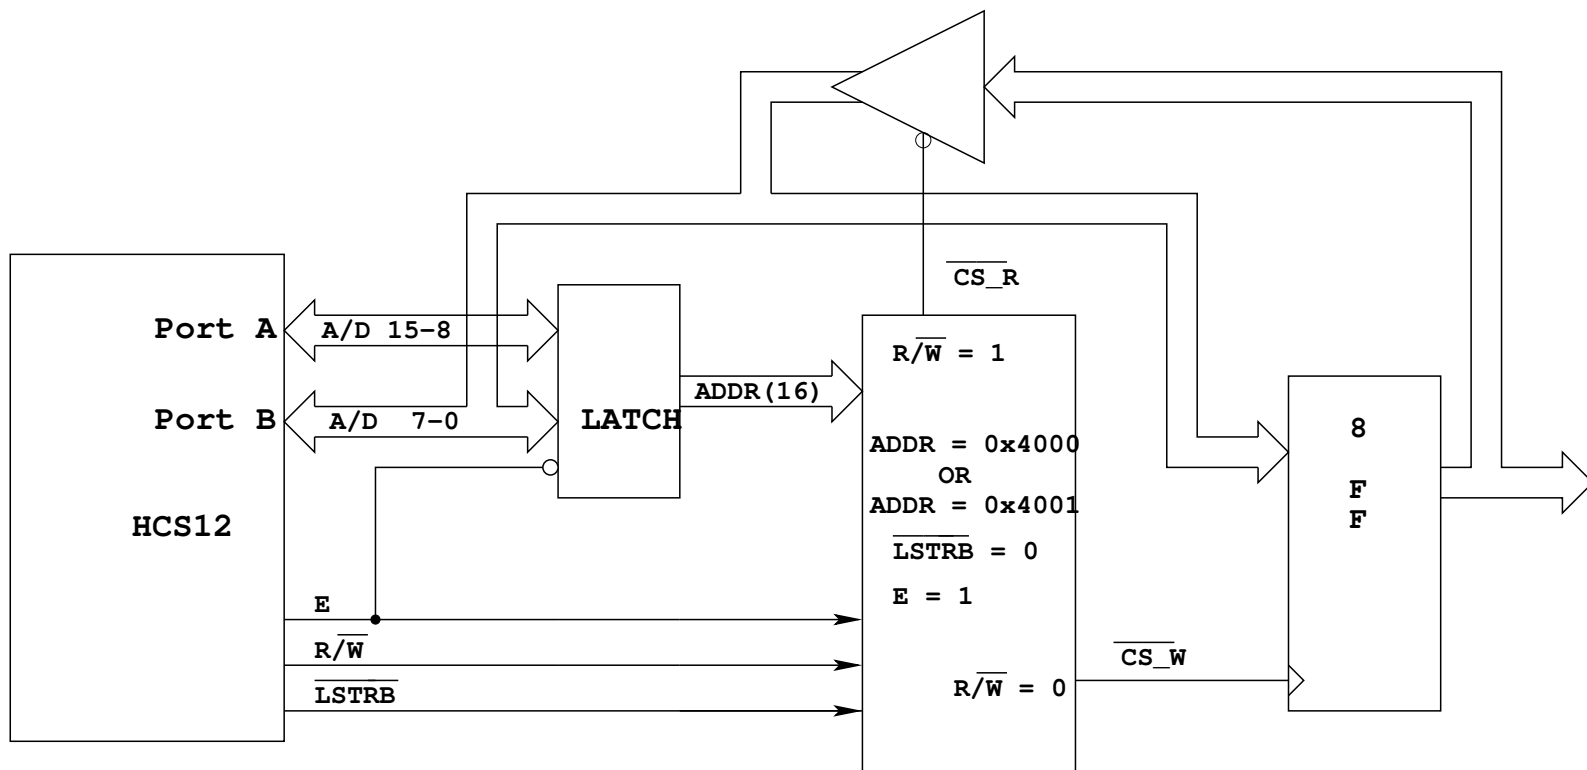 CS_R
Port A
A/D 15-8
R/W = 1
ADDR(16)
Port B
A/D 7-0
LATCH
8
ADDR = 0x4000
OR
F
ADDR = 0x4001
F
HCS12
LSTRB = 0
E = 1
E
R/W
CS_W
LSTRB
R/W = 0